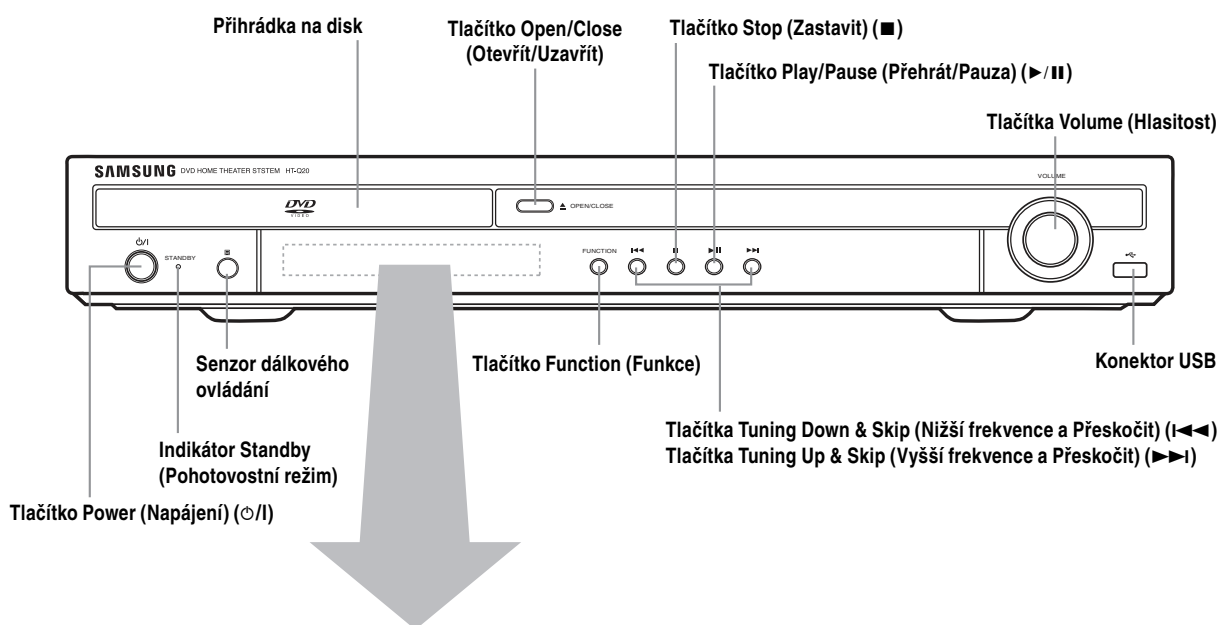 Přihrádka na disk
Tlačítko Open/Close
(Otevřít/Uzavřít)
Tlačítko Stop (Zastavit) (■)
Tlačítko Play/Pause (Přehrát/Pauza) (►/II)
Tlačítka Volume (Hlasitost)
SAMSUNG DVD HOME THEATER STSTEM HT-Q20
VOLUME
DVD
VIDEO
OPEN/CLOSE
STANDBY
FUNCTION
Senzor dálkového
ovládání
Tlačítko Function (Funkce)
Konektor USB
Indikátor Standby
(Pohotovostní režim)
Tlačítka Tuning Down & Skip (Nižší frekvence a Přeskočit) (I◄◄)
Tlačítka Tuning Up & Skip (Vyšší frekvence a Přeskočit) (►►I)
Tlačítko Power (Napájení) (⏻/I)